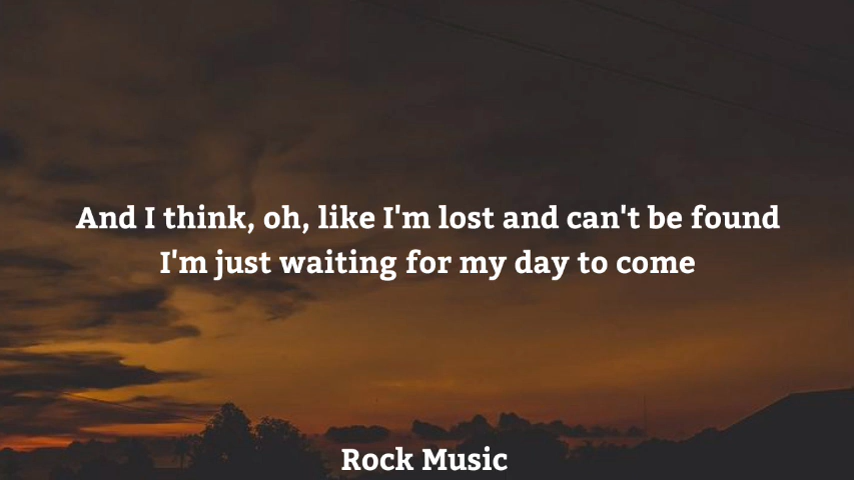 And I think, oh, like I'm lost and can't be found
I'm just waiting for my day to come
Rock Music